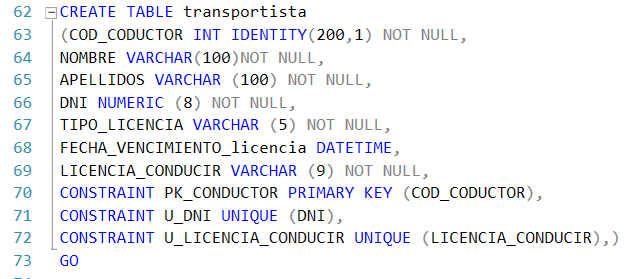 62 CREATE TABLE transportista
63 (COD_CODUCTOR INT IDENTITY(200,1) NOT NULL,
64 NOMBRE VARCHAR(100)NOT NULL,
65 APELLIDOS VARCHAR (100) NOT NULL,
66 DNI NUMERIC (8) NOT NULL,
67 TIPO_LICENCIA VARCHAR (5) NOT NULL,
68 FECHA_VENCIMIENTO_licencia DATETIME,
69 LICENCIA_CONDUCIR VARCHAR (9) NOT NULL,
70 CONSTRAINT PK_CONDUCTOR PRIMARY KEY (COD_CODUCTOR),
71 CONSTRAINT U_DNI UNIQUE (DNI),
72 CONSTRAINT U_LICENCIA_CONDUCIR UNIQUE (LICENCIA_CONDUCIR),)
73 GO